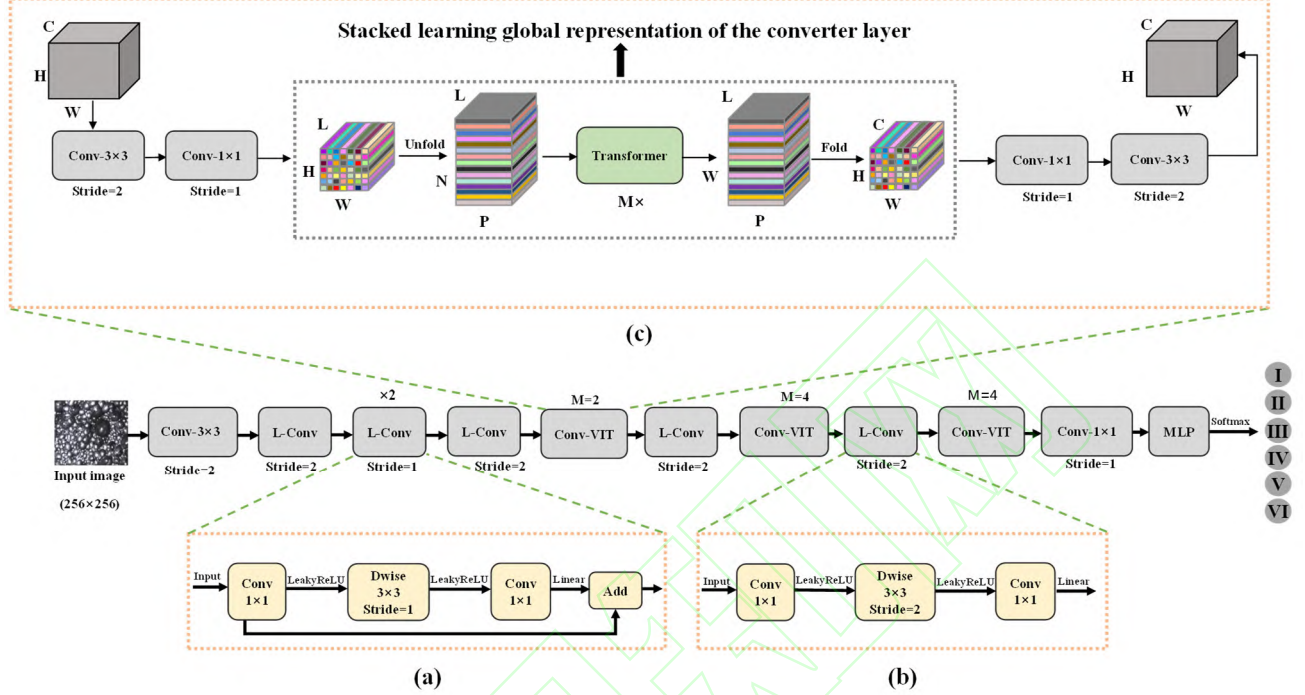 Stacked learning global representation of the converter layer
C
H
W
Conv-3×3
Stride=2
Conv-1×1
Stride=1
L
H
W
Unfold
L
N
P
Transformer
M×
L
W
P
Fold
C
H
W
Conv-1×1
Stride=1
Conv-3×3
Stride=2
C
H
W
(c)
Input image
(256×256)
Conv-3×3
Stride=2
L-Conv
Stride=2
×2
L-Conv
Stride=1
L-Conv
Stride=2
M=2
Conv-VIT
L-Conv
Stride=2
M=4
Conv-VIT
L-Conv
Stride=2
M=4
Conv-VIT
Conv-1×1
Stride=1
MLP
Softmax
I
II
III
IV
V
VI
Input
Conv
1×1
LeakyReLU
Dwise
3×3
Stride=1
LeakyReLU
Conv
1×1
Linear
Add
(a)
Input
Conv
1×1
LeakyReLU
Dwise
3×3
Stride=2
LeakyReLU
Conv
1×1
Linear
(b)